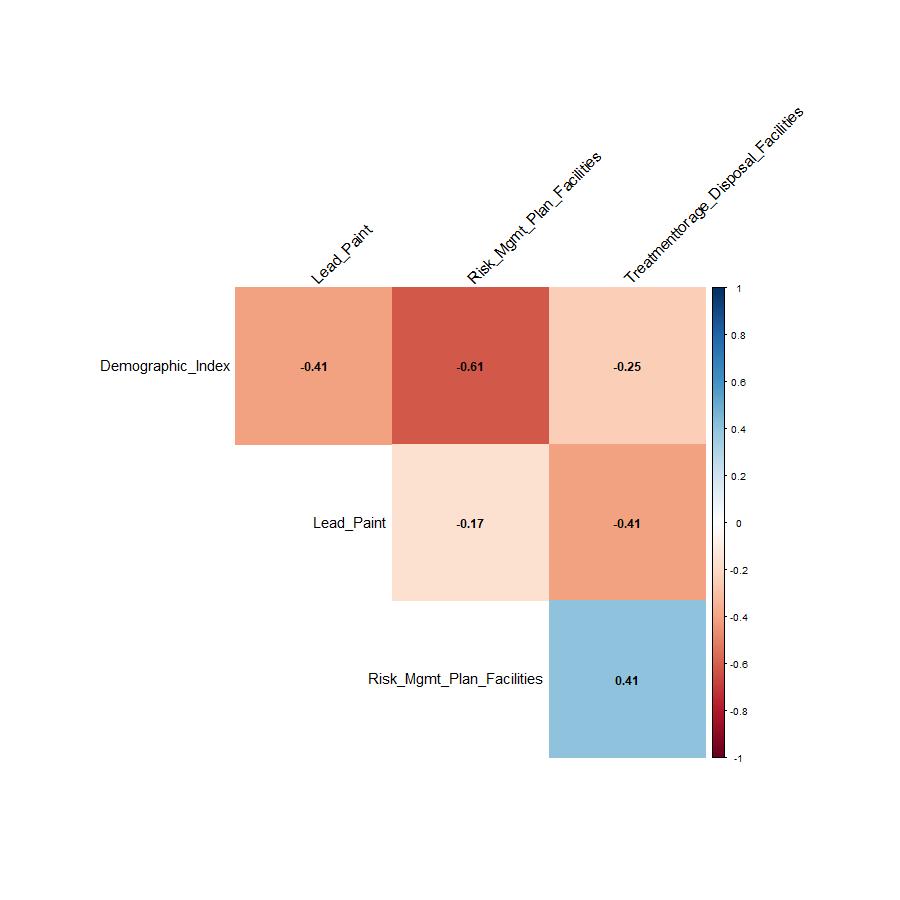 Lead_Paint
Risk_Mgmt_Plan_Facilities
Treatmenttorage_Disposal_Facilities
Demographic_Index
-0.41
-0.61
-0.25
Lead_Paint
-0.17
-0.41
Risk_Mgmt_Plan_Facilities
0.41
1
0.8
0.6
0.4
0.2
0
-0.2
-0.4
-0.6
-0.8
-1